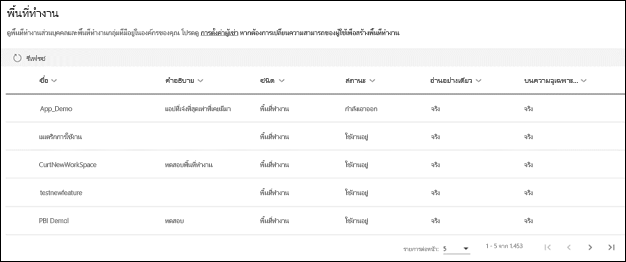 พื้นที่ทำงาน
ดูพื้นที่ทำงานส่วนบุคคลและพื้นที่ทำงานกลุ่มที่มีอยู่ในองค์กรของคุณ โปรดดู การตั้งค่าผู้เช่า หากต้องการเปลี่ยนความสามารถของผู้ใช้เพื่อสร้างพื้นที่ทำงาน
รีเฟรช
ชื่อ คำอธิบาย ชนิด สถานะ อ่านอย่างเดียว บนความจุเฉพาะ...
App_Demo แอปที่เจ๋งที่สุดเท่าที่เคยมีมา พื้นที่ทำงาน กำลังเอาออก จริง จริง
เมตริกการใช้งาน พื้นที่ทำงาน ใช้งานอยู่ จริง จริง
CurtNewWorkSpace ทดสอบพื้นที่ทำงาน พื้นที่ทำงาน ใช้งานอยู่ จริง จริง
testnewfeature พื้นที่ทำงาน ใช้งานอยู่ จริง จริง
PBI Demo1 ทดสอบ พื้นที่ทำงาน ใช้งานอยู่ จริง จริง
รายการต่อหน้า: 5 1 - 5 จาก 1,453